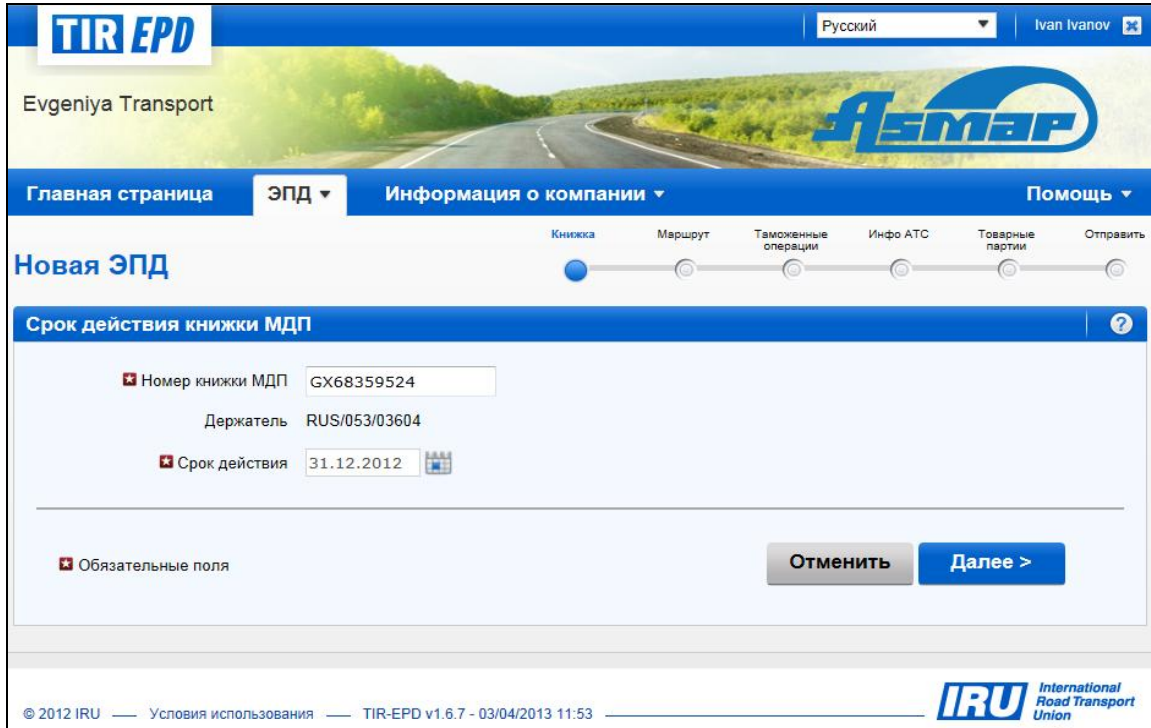 TIR EPD
Русский
Ivan Ivanov
Evgeniya Transport
Asmap
Главная страница
ЭПД
Информация о компании
Помощь
Новая ЭПД
Книжка
Маршрут
Таможенные
операции
Инфо АТС
Товарные
партии
Отправить
Срок действия книжки МДП
?
Номер книжки МДП GX68359524
Держатель RUS/053/03604
Срок действия 31.12.2012
Обязательные поля
Отменить
Далее >
© 2012 IRU — Условия использования — TIR-EPD v1.6.7 - 03/04/2013 11:53
IRU International
Road Transport
Union